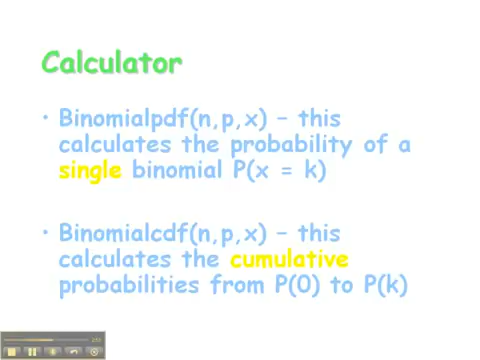 Calculator
• Binomialpdf(n,p,x) – this
calculates the probability of a
single binomial P(x = k)
• Binomialcdf(n,p,x) – this
calculates the cumulative
probabilities from P(0) to P(k)